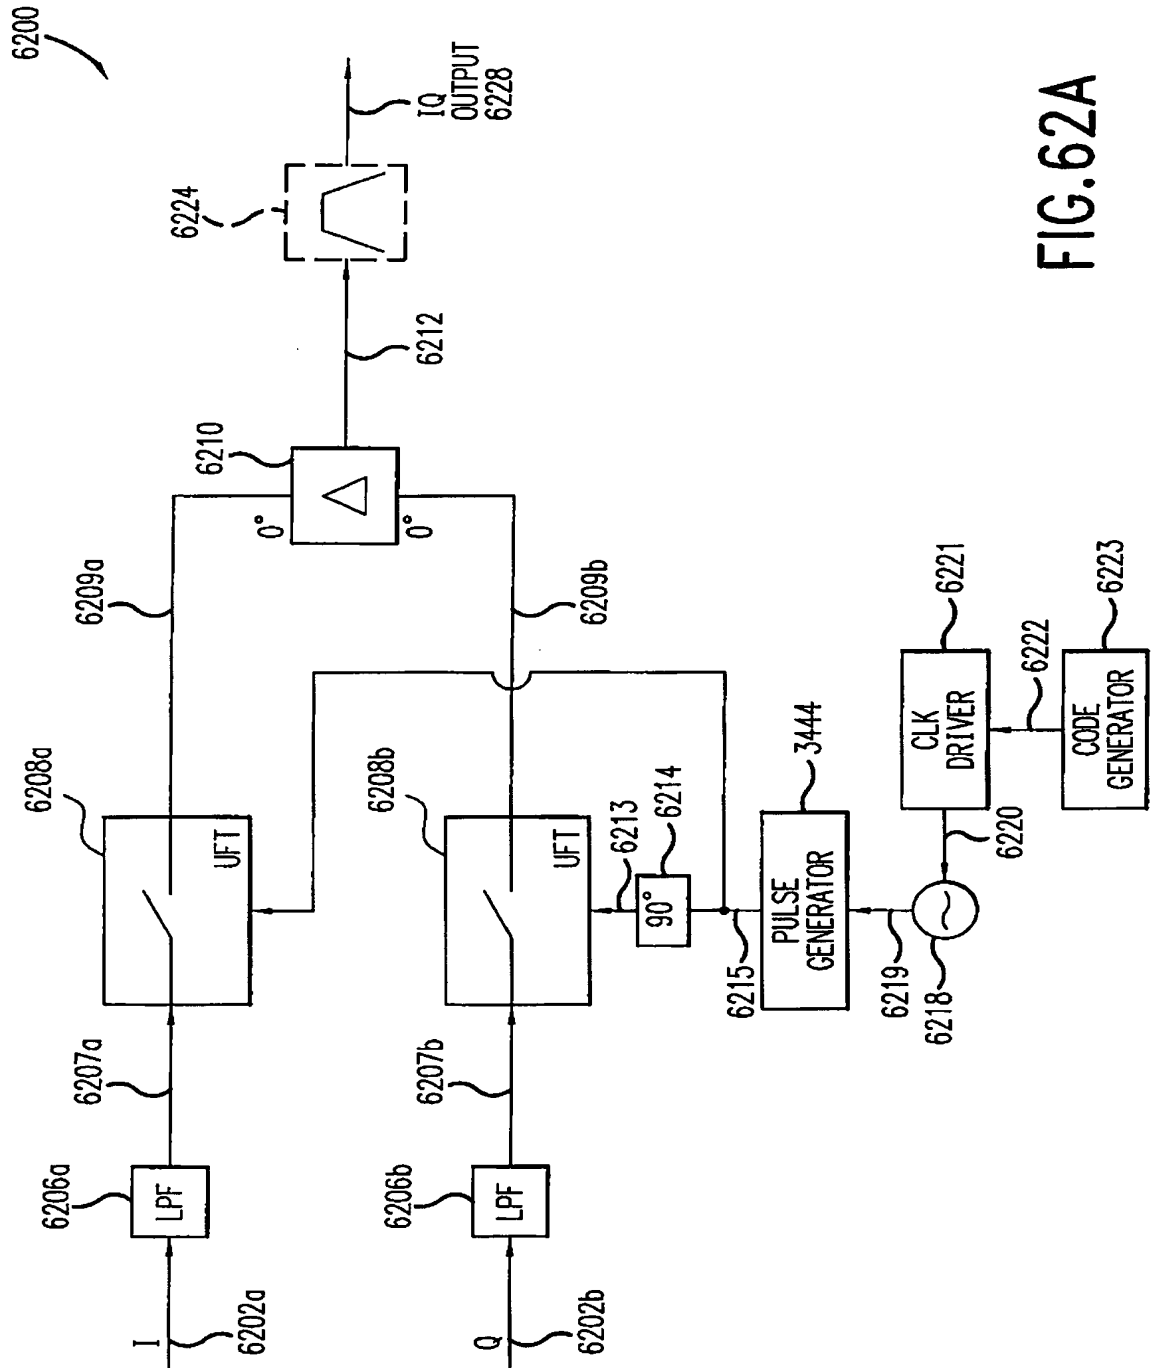 6200
I
6202a
6206a
LPF
6207a
6208a
UFT
6209a
0°
6210
0°
6212
6224
IQ
OUTPUT
6228
Q
6202b
6206b
LPF
6207b
6208b
UFT
6209b
6213
90°
6214
6215
PULSE
GENERATOR
3444
6219
6218
6220
CLK
DRIVER
6221
6222
CODE
GENERATOR
6223
FIG.62A